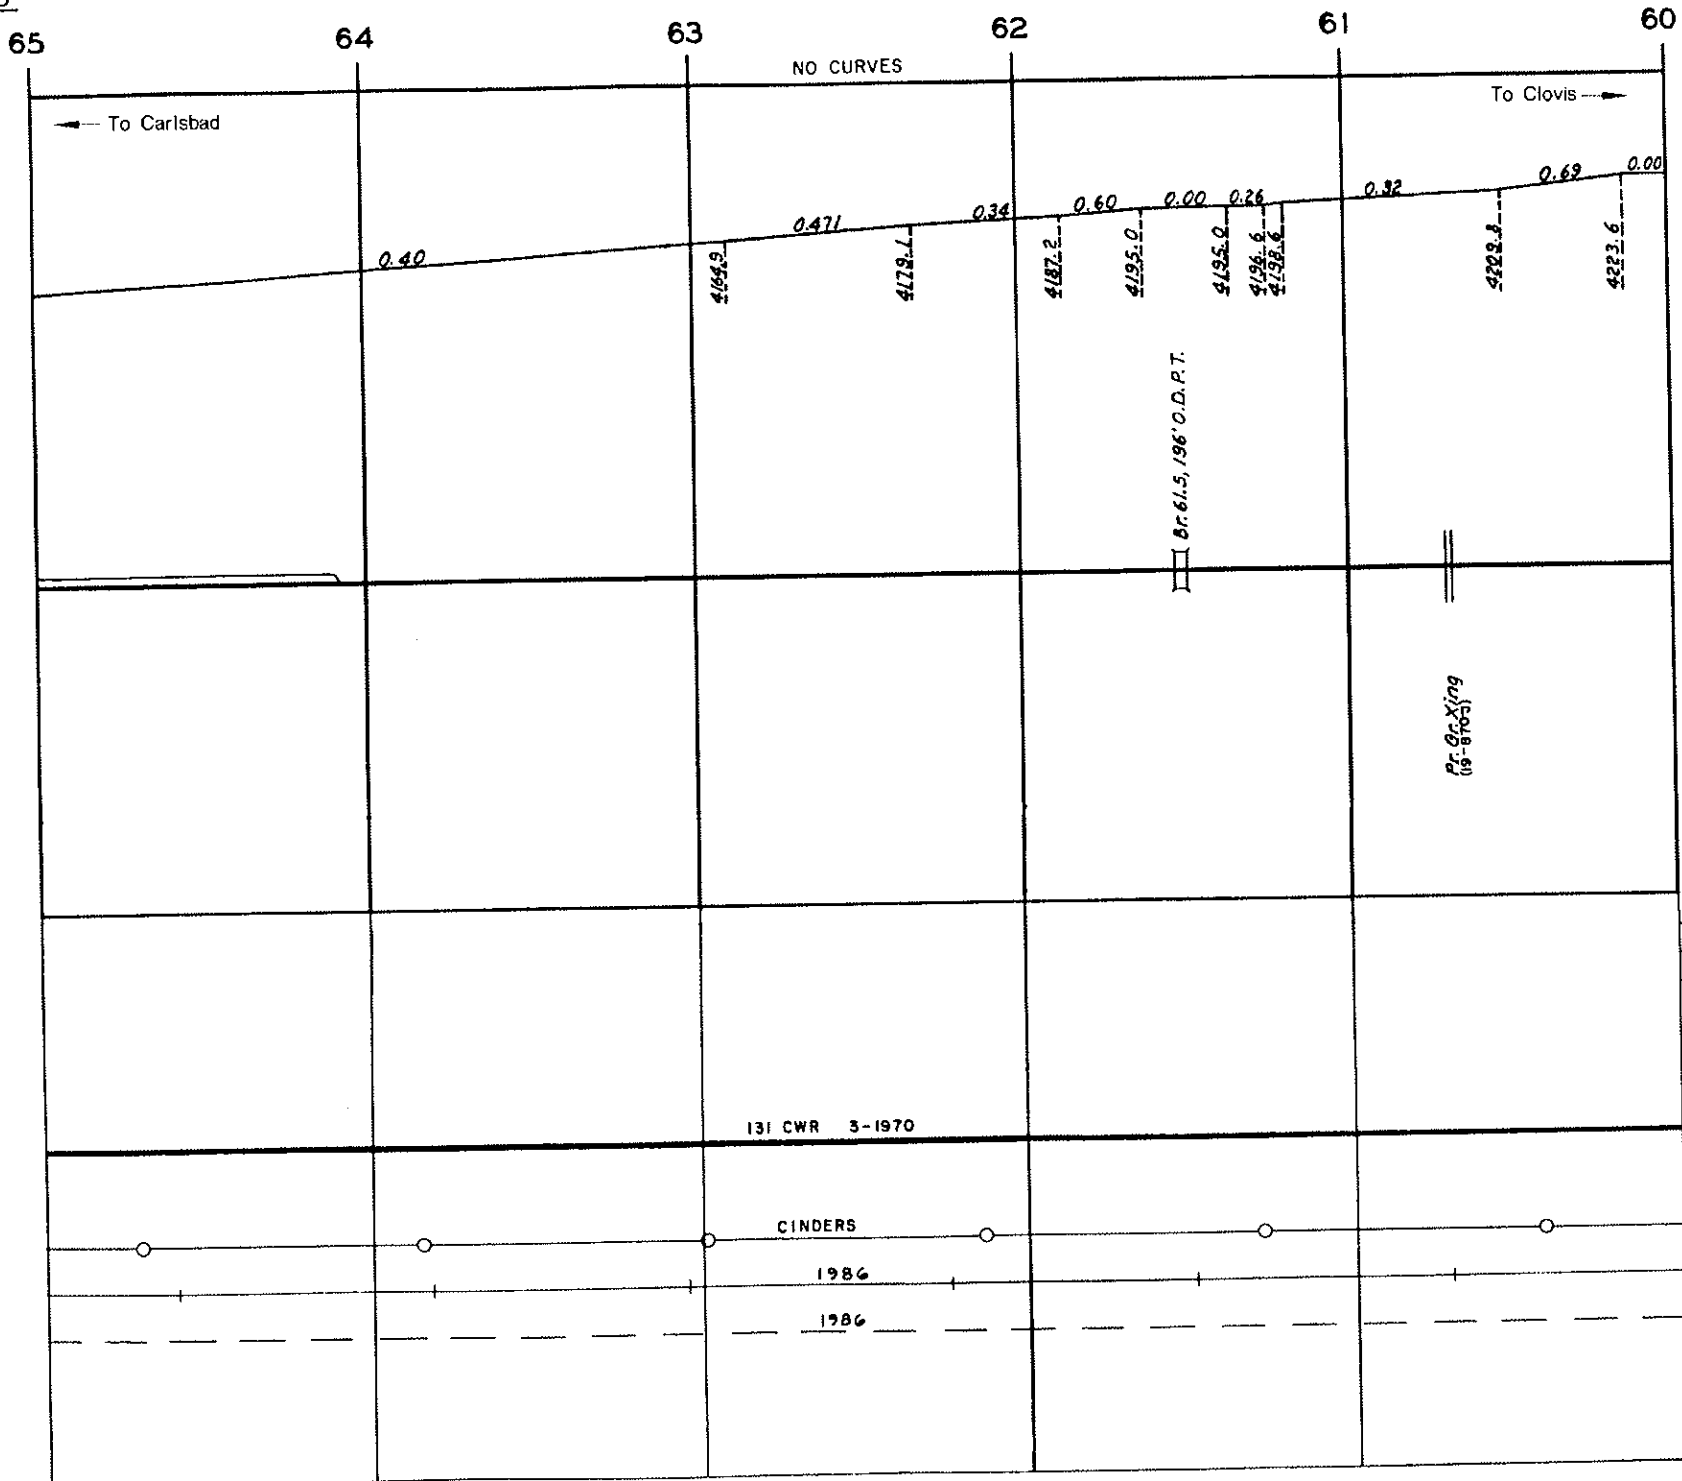 65 64 63 62 61 60
NO CURVES
To Carlsbad
To Clovis
0.40 0.471 0.34 0.60 0.00 0.26 0.32 0.69 0.00
4164.9 4179.1 4187.2 4195.0 4195.0 4196.6 4198.6 4209.8 4223.6
Br. 61.5, 196' O.D.P.T.
Pr. Gr. Xing
131 CWR 3-1970
CINDERS
1986
1986